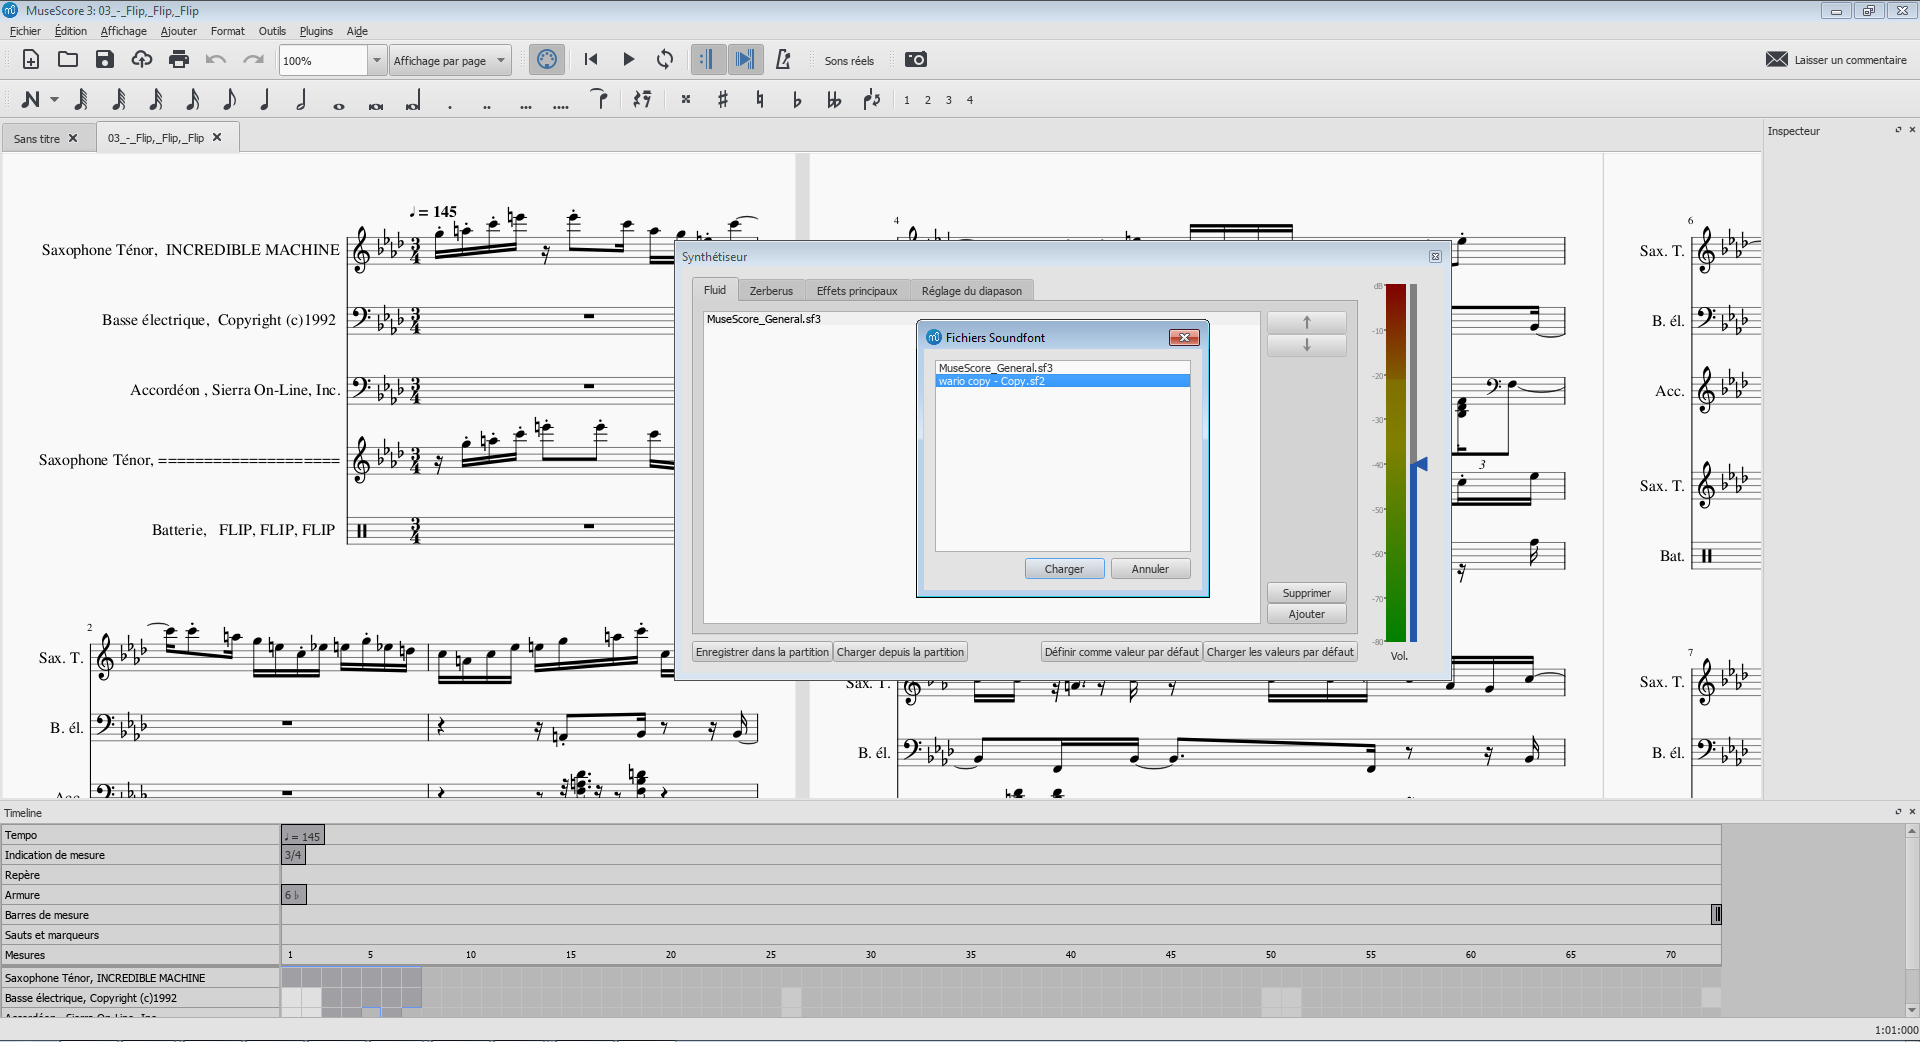 MuseScore 3: 03_-_Flip,_Flip,_Flip
Fichier Édition Affichage Ajouter Format Outils Plugins Aide
100% Affichage par page Sons réels Laisser un commentaire
1 2 3 4
Sans titre 03_-_Flip,_Flip,_Flip
Inspecteur
= 145
3 4
Saxophone Ténor, INCREDIBLE MACHINE
Basse électrique, Copyright (c)1992
Accordéon , Sierra On-Line, Inc.
Saxophone Ténor, ====================
Batterie, FLIP, FLIP, FLIP
2
Sax. T.
B. él.
4
3
Sax. T.
B. él.
6
Sax. T.
B. él.
Acc.
Sax. T.
Bat.
7
Sax. T.
B. él.
Synthétiseur
Fluid Zerberus Effets principaux Réglage du diapason
MuseScore_General.sf3
Fichiers Soundfont
MuseScore_General.sf3
wario copy - Copy.sf2
Charger Annuler
Supprimer
Ajouter
Enregistrer dans la partition Charger depuis la partition Définir comme valeur par défaut Charger les valeurs par défaut
dB
-10
-20
-30
-40
-50
-60
-70
-80
Vol.
Timeline
Tempo = 145
Indication de mesure 3/4
Repère
Armure 6 ♭
Barres de mesure
Sauts et marqueurs
Mesures 1 5 10 15 20 25 30 35 40 45 50 55 60 65 70
Saxophone Ténor, INCREDIBLE MACHINE
Basse électrique, Copyright (c)1992
1:01:000